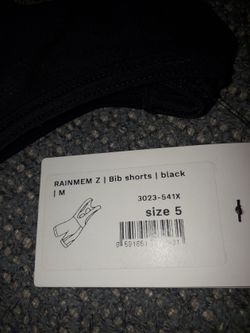 RAINMEM Z | Bib shorts | black
| M
3023-541X
size 5